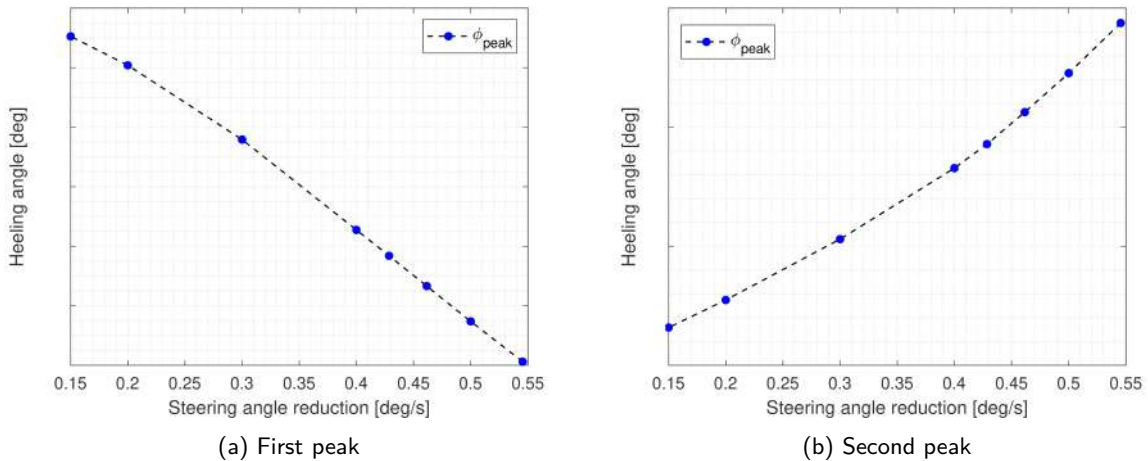 ϕpeak
Heeling angle [deg]
0.15 0.2 0.25 0.3 0.35 0.4 0.45 0.5 0.55
Steering angle reduction [deg/s]
(a) First peak
ϕpeak
Heeling angle [deg]
0.15 0.2 0.25 0.3 0.35 0.4 0.45 0.5 0.55
Steering angle reduction [deg/s]
(b) Second peak